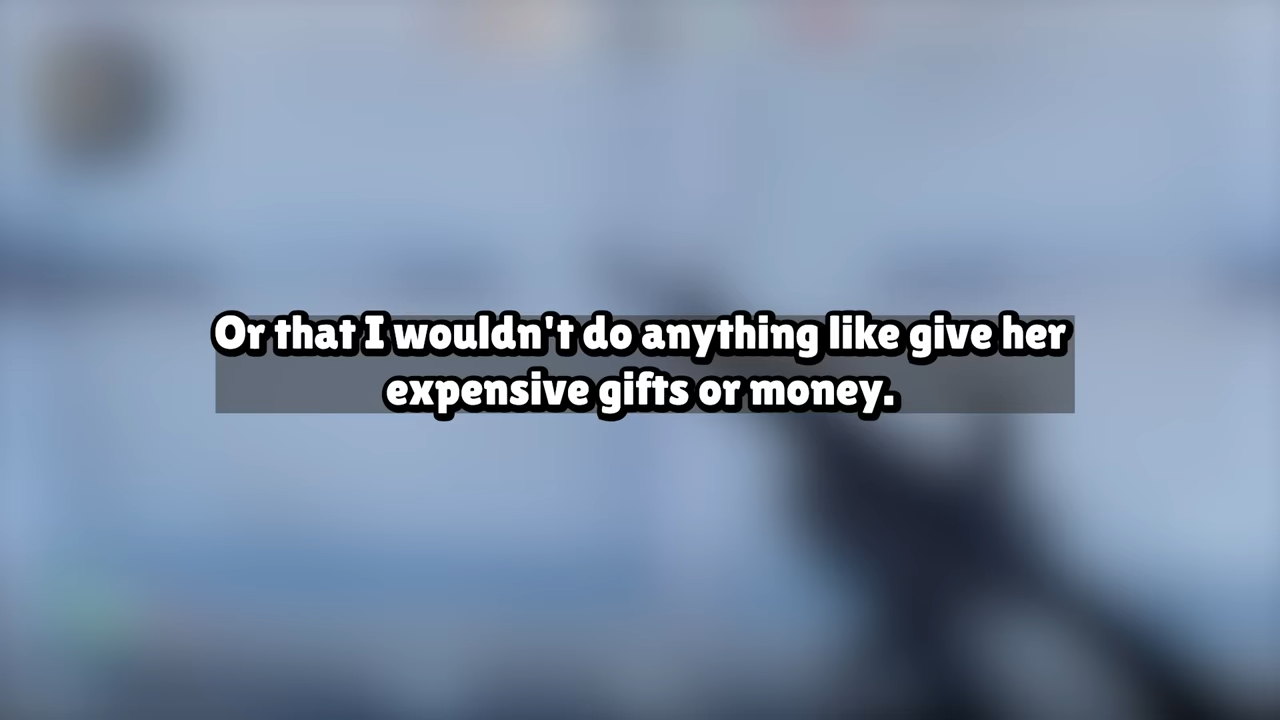 Or that I wouldn't do anything like give her
expensive gifts or money.